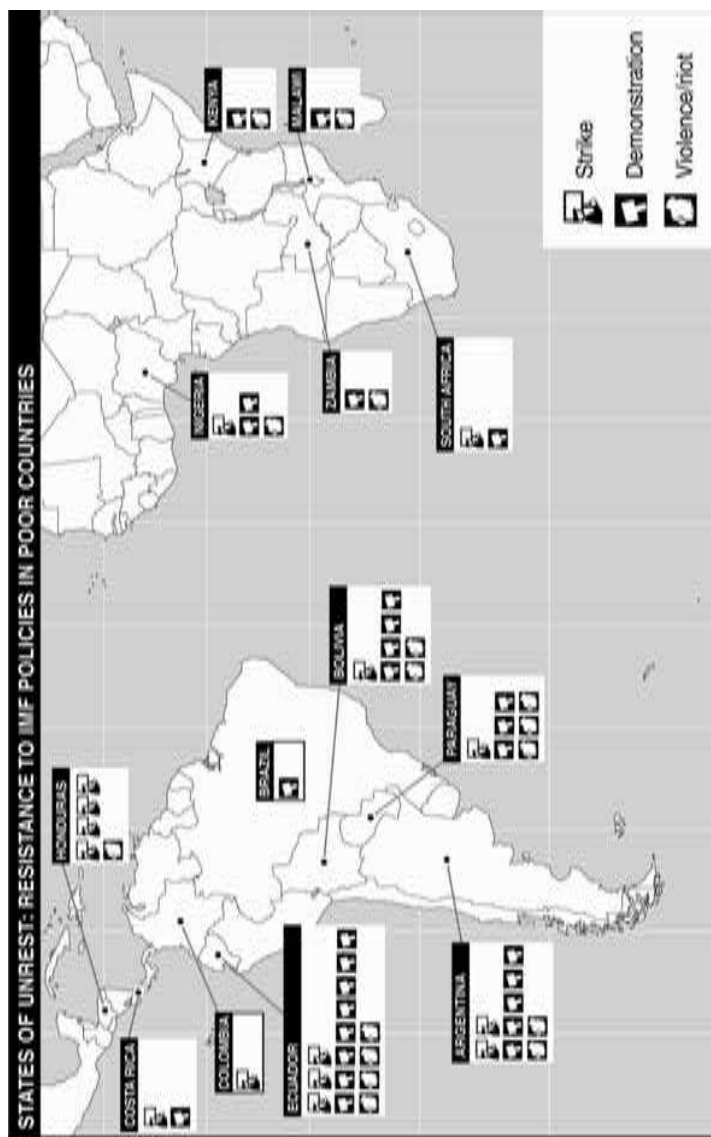 STATES OF UNREST: RESISTANCE TO IMF POLICIES IN POOR COUNTRIES
HONDURAS
COSTA RICA
COLOMBIA
ECUADOR
BRAZIL
BOLIVIA
PARAGUAY
ARGENTINA
NIGERIA
KENYA
MALAWI
ZAMBIA
SOUTH AFRICA
Strike
Demonstration
Violence/riot